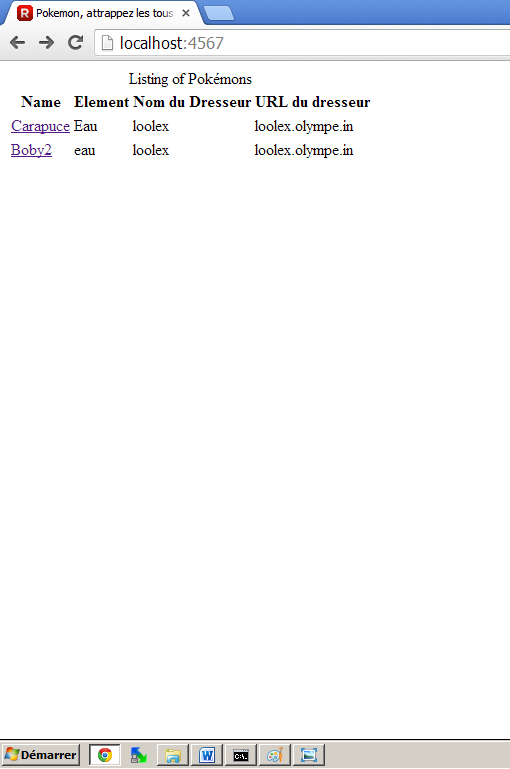 Pokemon, attrappez les tous
localhost:4567
Listing of Pokémons
Name Element Nom du Dresseur URL du dresseur
Carapuce Eau loolex loolex.olympe.in
Boby2 eau loolex loolex.olympe.in
Démarrer